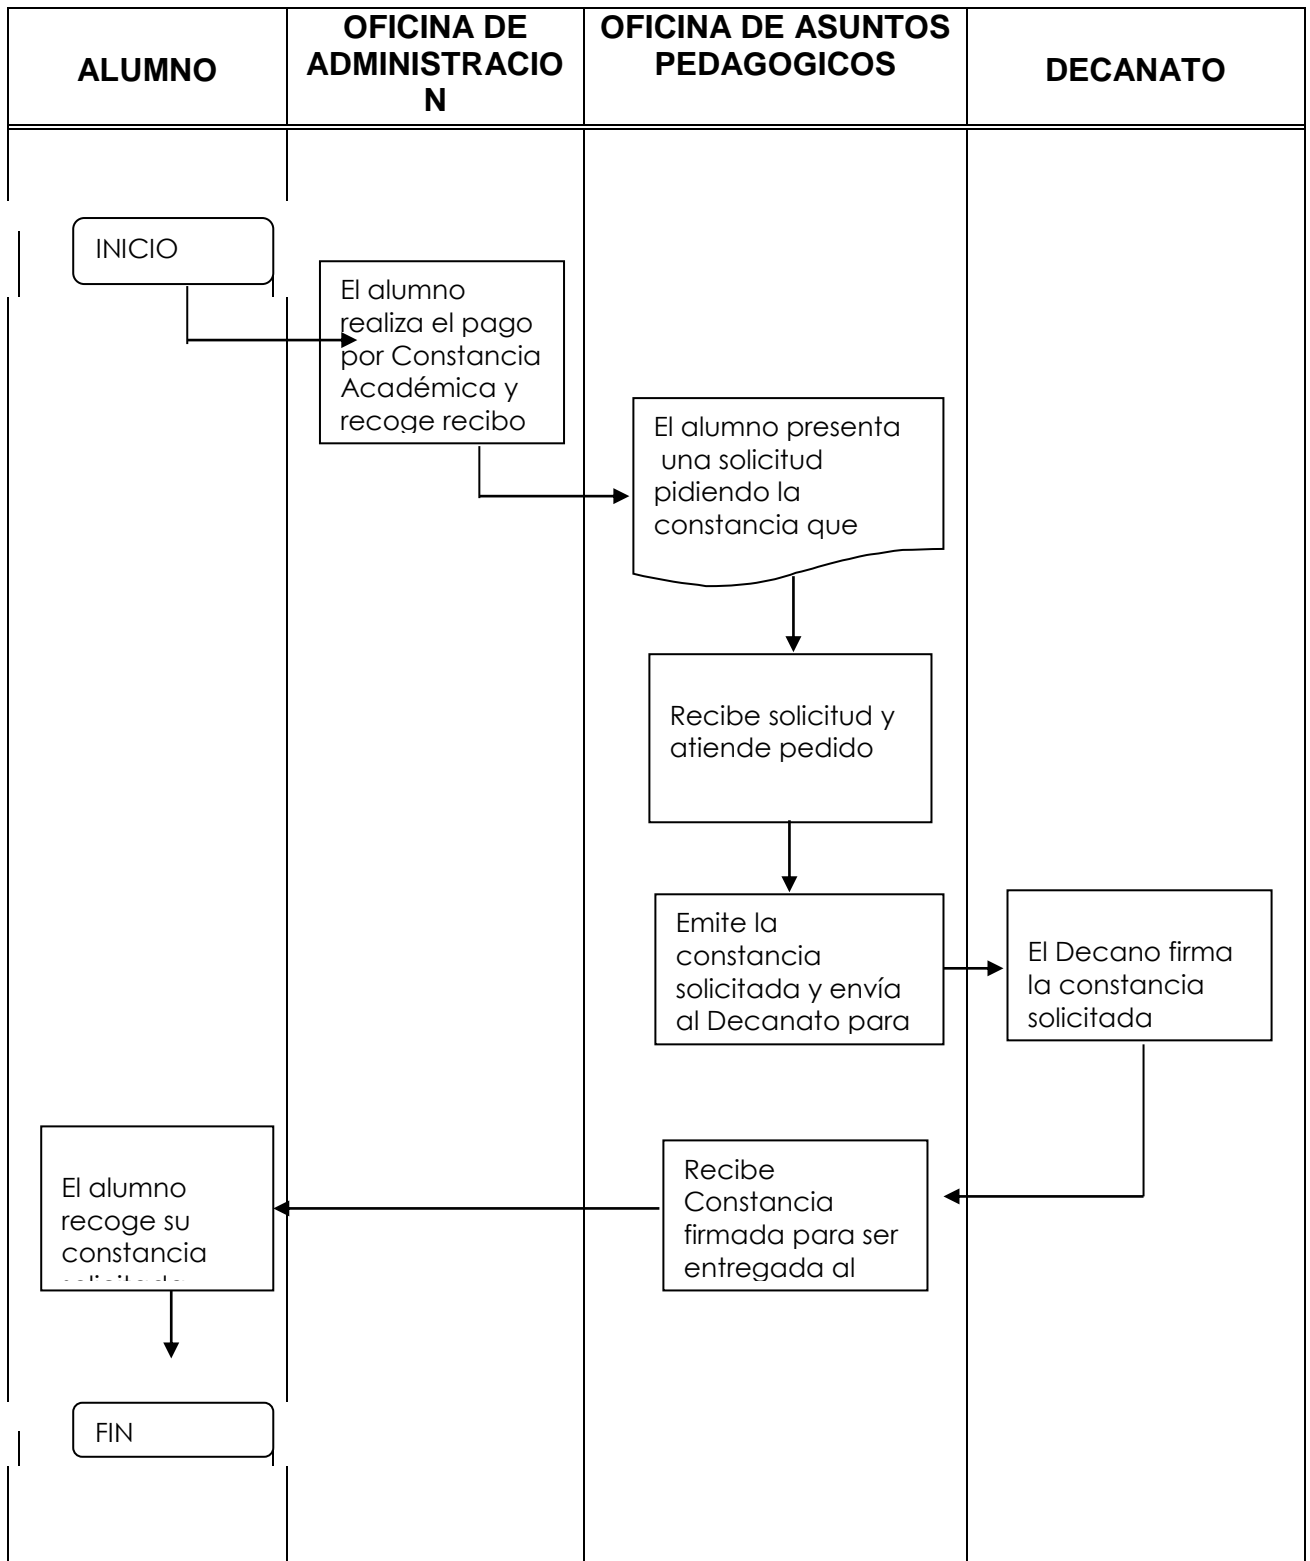 ALUMNO
OFICINA DE
ADMINISTRACIO
N
OFICINA DE ASUNTOS
PEDAGOGICOS
DECANATO
INICIO
El alumno
realiza el pago
por Constancia
Académica y
recoge recibo
El alumno presenta
una solicitud
pidiendo la
constancia que
Recibe solicitud y
atiende pedido
Emite la
constancia
solicitada y envía
al Decanato para
El Decano firma
la constancia
solicitada
Recibe
Constancia
firmada para ser
entregada al
El alumno
recoge su
constancia
solicitada
FIN